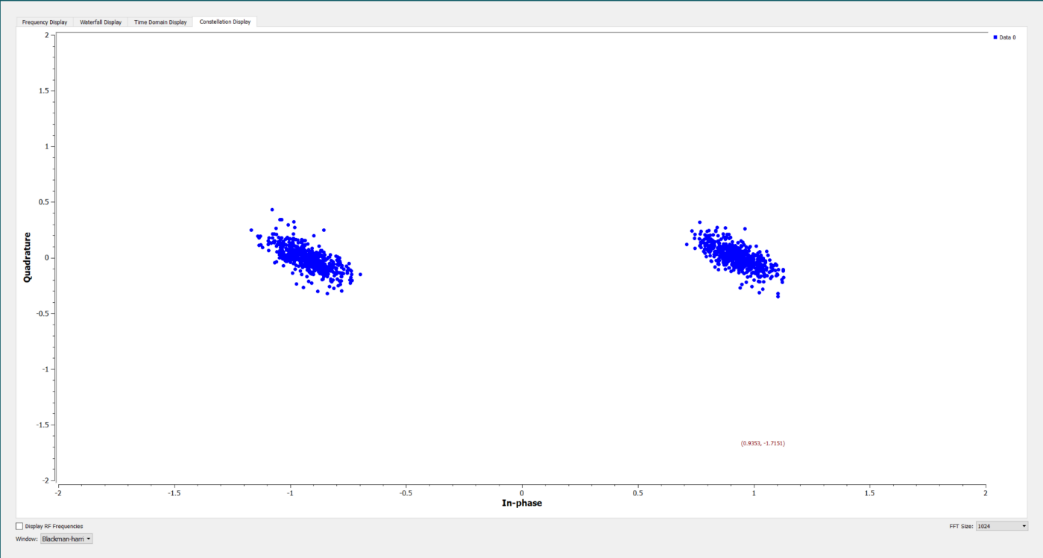 Frequency Display Waterfall Display Time Domain Display Constellation Display
Data 0
2
1.5
1
0.5
0
-0.5
-1
-1.5
-2
Quadrature
(0.9353, -1.7151)
-2 -1.5 -1 -0.5 0 0.5 1 1.5 2
In-phase
Display RF Frequencies
FFT Size: 1024
Window: Blackman-harri